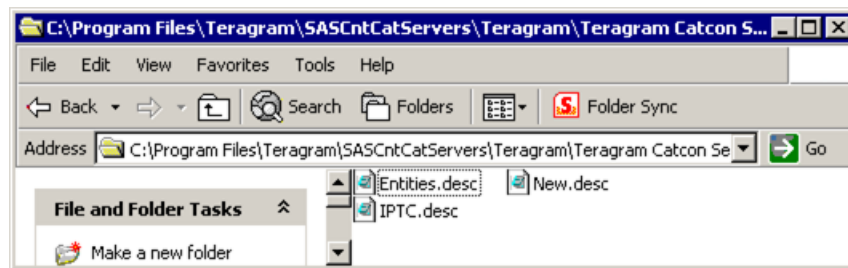 C:\Program Files\Teragram\SASCntCatServers\Teragram\Teragram Catcon S...
File Edit View Favorites Tools Help
Back Search Folders Folder Sync
Address C:\Program Files\Teragram\SASCntCatServers\Teragram\Teragram Catcon Se Go
Entities.desc New.desc
File and Folder Tasks IPTC.desc
Make a new folder